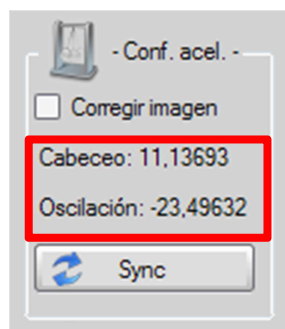 - Conf. acel. -
Corregir imagen
Cabeceo: 11,13693
Oscilación: -23,49632
Sync